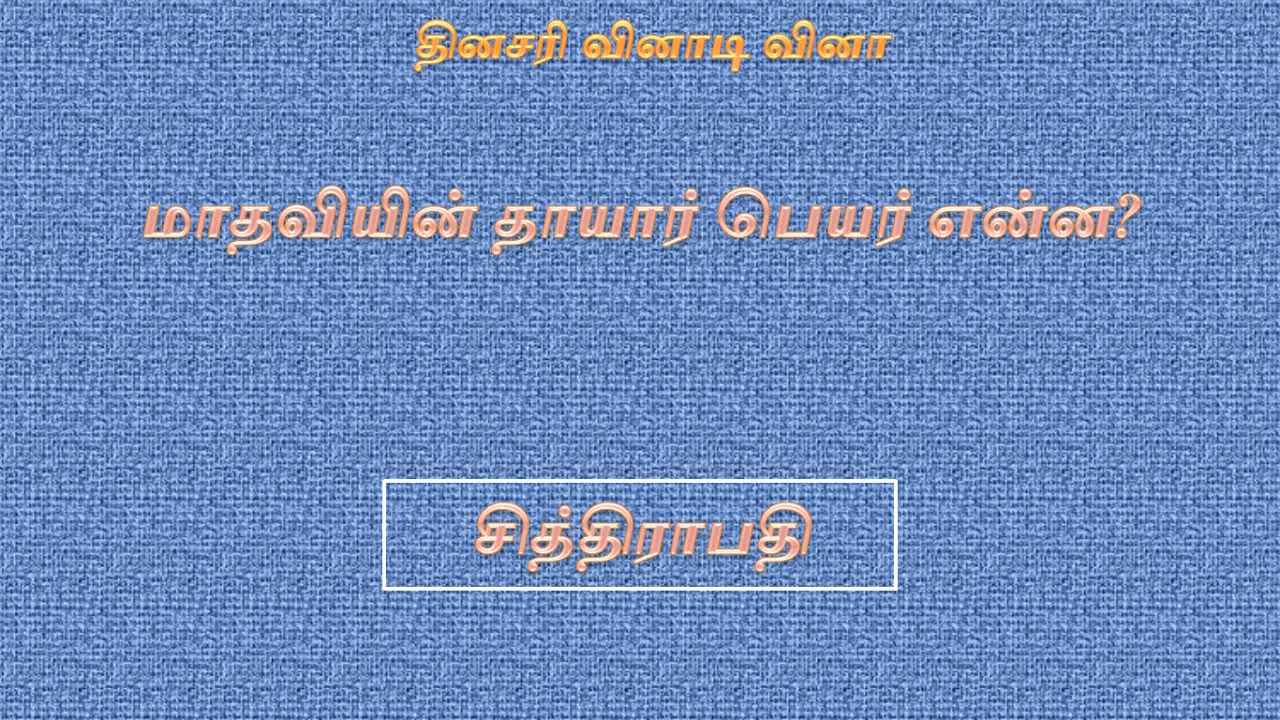 தினசரி வினாடி வினா
மாதவியின் தாயார் பெயர் என்ன?
சித்திராபதி